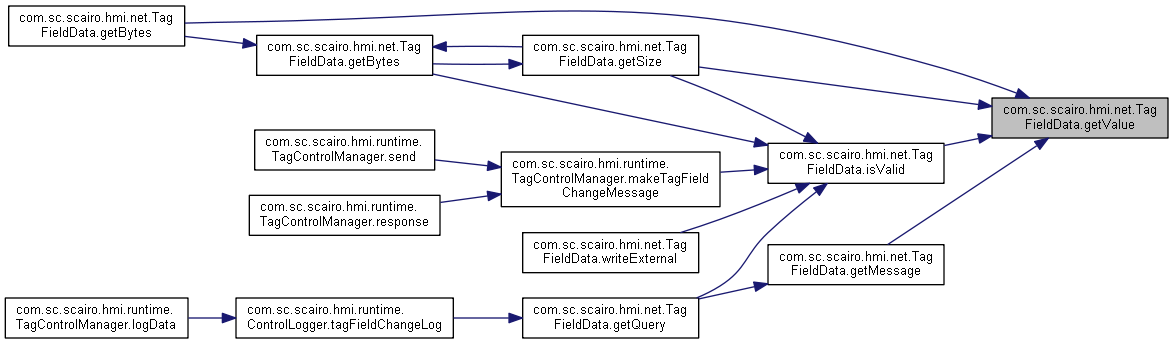 com.sc.scairo.hmi.net.Tag
FieldData.getBytes
com.sc.scairo.hmi.net.Tag
FieldData.getBytes
com.sc.scairo.hmi.net.Tag
FieldData.getSize
com.sc.scairo.hmi.net.Tag
FieldData.getValue
com.sc.scairo.hmi.runtime.
TagControlManager.send
com.sc.scairo.hmi.runtime.
TagControlManager.makeTagField
ChangeMessage
com.sc.scairo.hmi.net.Tag
FieldData.isValid
com.sc.scairo.hmi.runtime.
TagControlManager.response
com.sc.scairo.hmi.net.Tag
FieldData.writeExternal
com.sc.scairo.hmi.net.Tag
FieldData.getMessage
com.sc.scairo.hmi.runtime.
TagControlManager.logData
com.sc.scairo.hmi.runtime.
ControlLogger.tagFieldChangeLog
com.sc.scairo.hmi.net.Tag
FieldData.getQuery